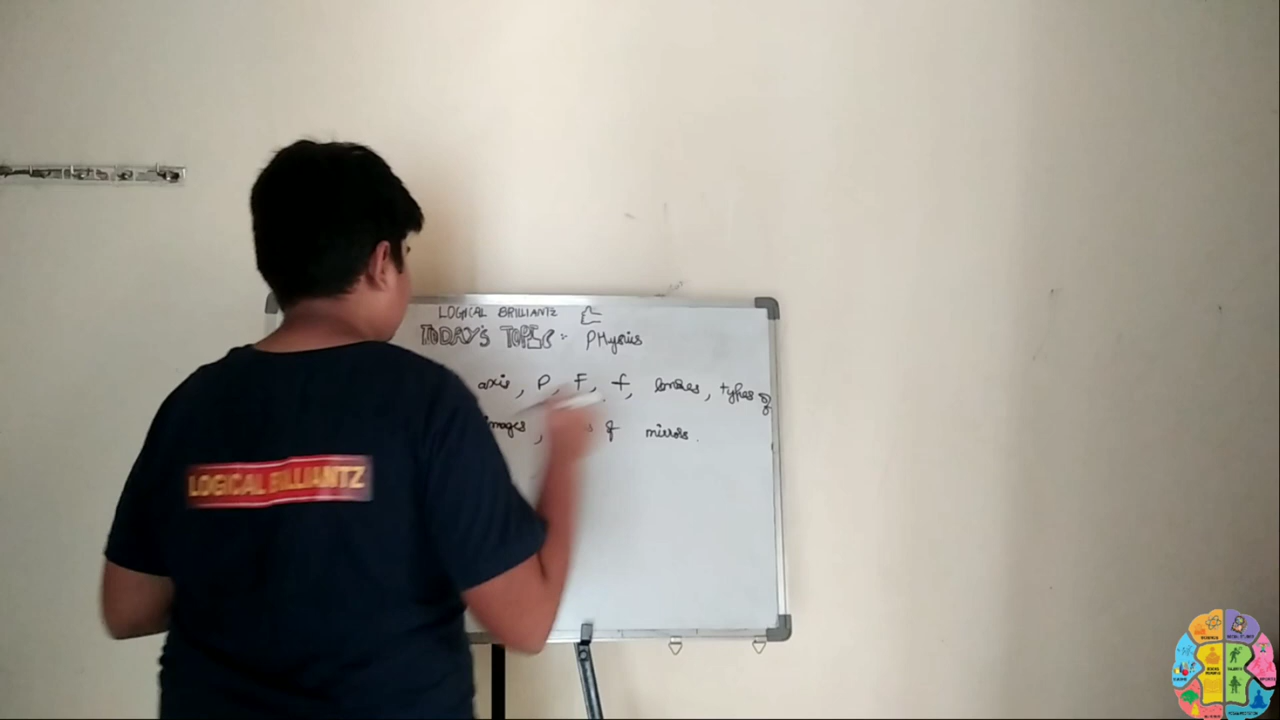 LOGICAL BRILLIANTZ
TODAY'S TOPIC :- PHysics
axis, P, F, f, lenses, types of
images, of mirrors.
LOGICAL BRILLIANTZ